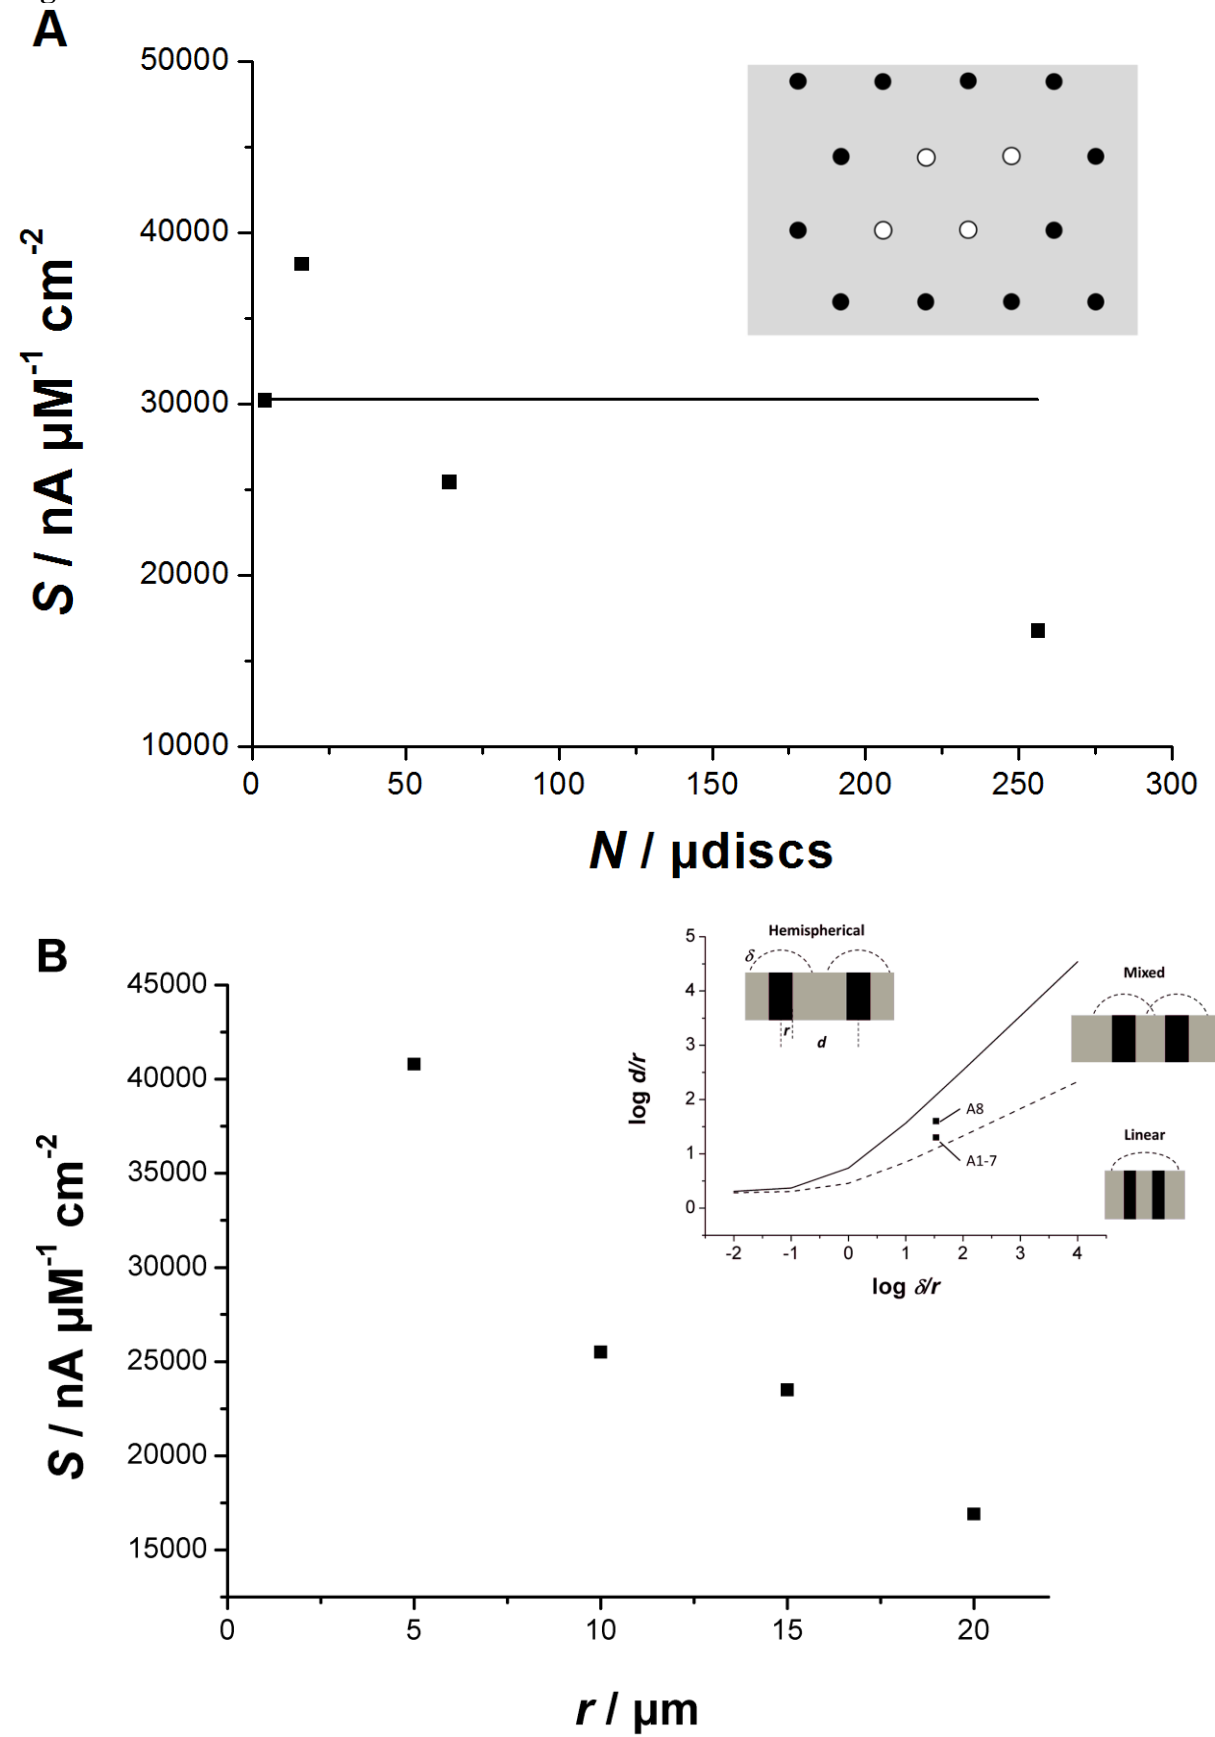 A
50000
40000
30000
20000
10000
S / nA µM-1 cm-2
0 50 100 150 200 250 300
N / µdiscs
B
45000
40000
35000
30000
25000
20000
15000
S / nA µM-1 cm-2
0 5 10 15 20
r / µm
5
4
3
2
1
0
log d/r
-2 -1 0 1 2 3 4
log δ/r
Hemispherical
δ
r
d
Mixed
A8
A1-7
Linear